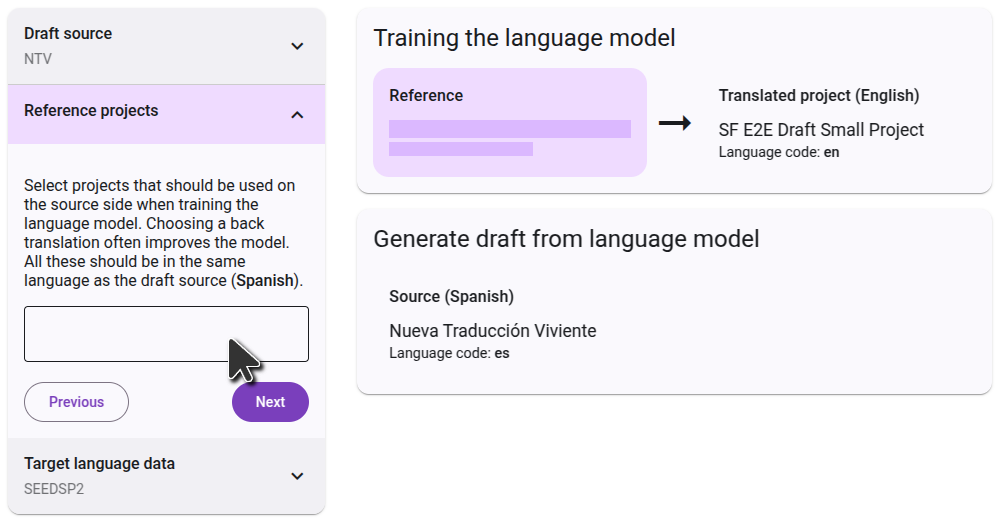 Draft source
NTV
Reference projects
Select projects that should be used on
the source side when training the
language model. Choosing a back
translation often improves the model.
All these should be in the same
language as the draft source (Spanish).
Previous
Next
Target language data
SEEDSP2
Training the language model
Reference
Translated project (English)
SF E2E Draft Small Project
Language code: en
Generate draft from language model
Source (Spanish)
Nueva Traducción Viviente
Language code: es